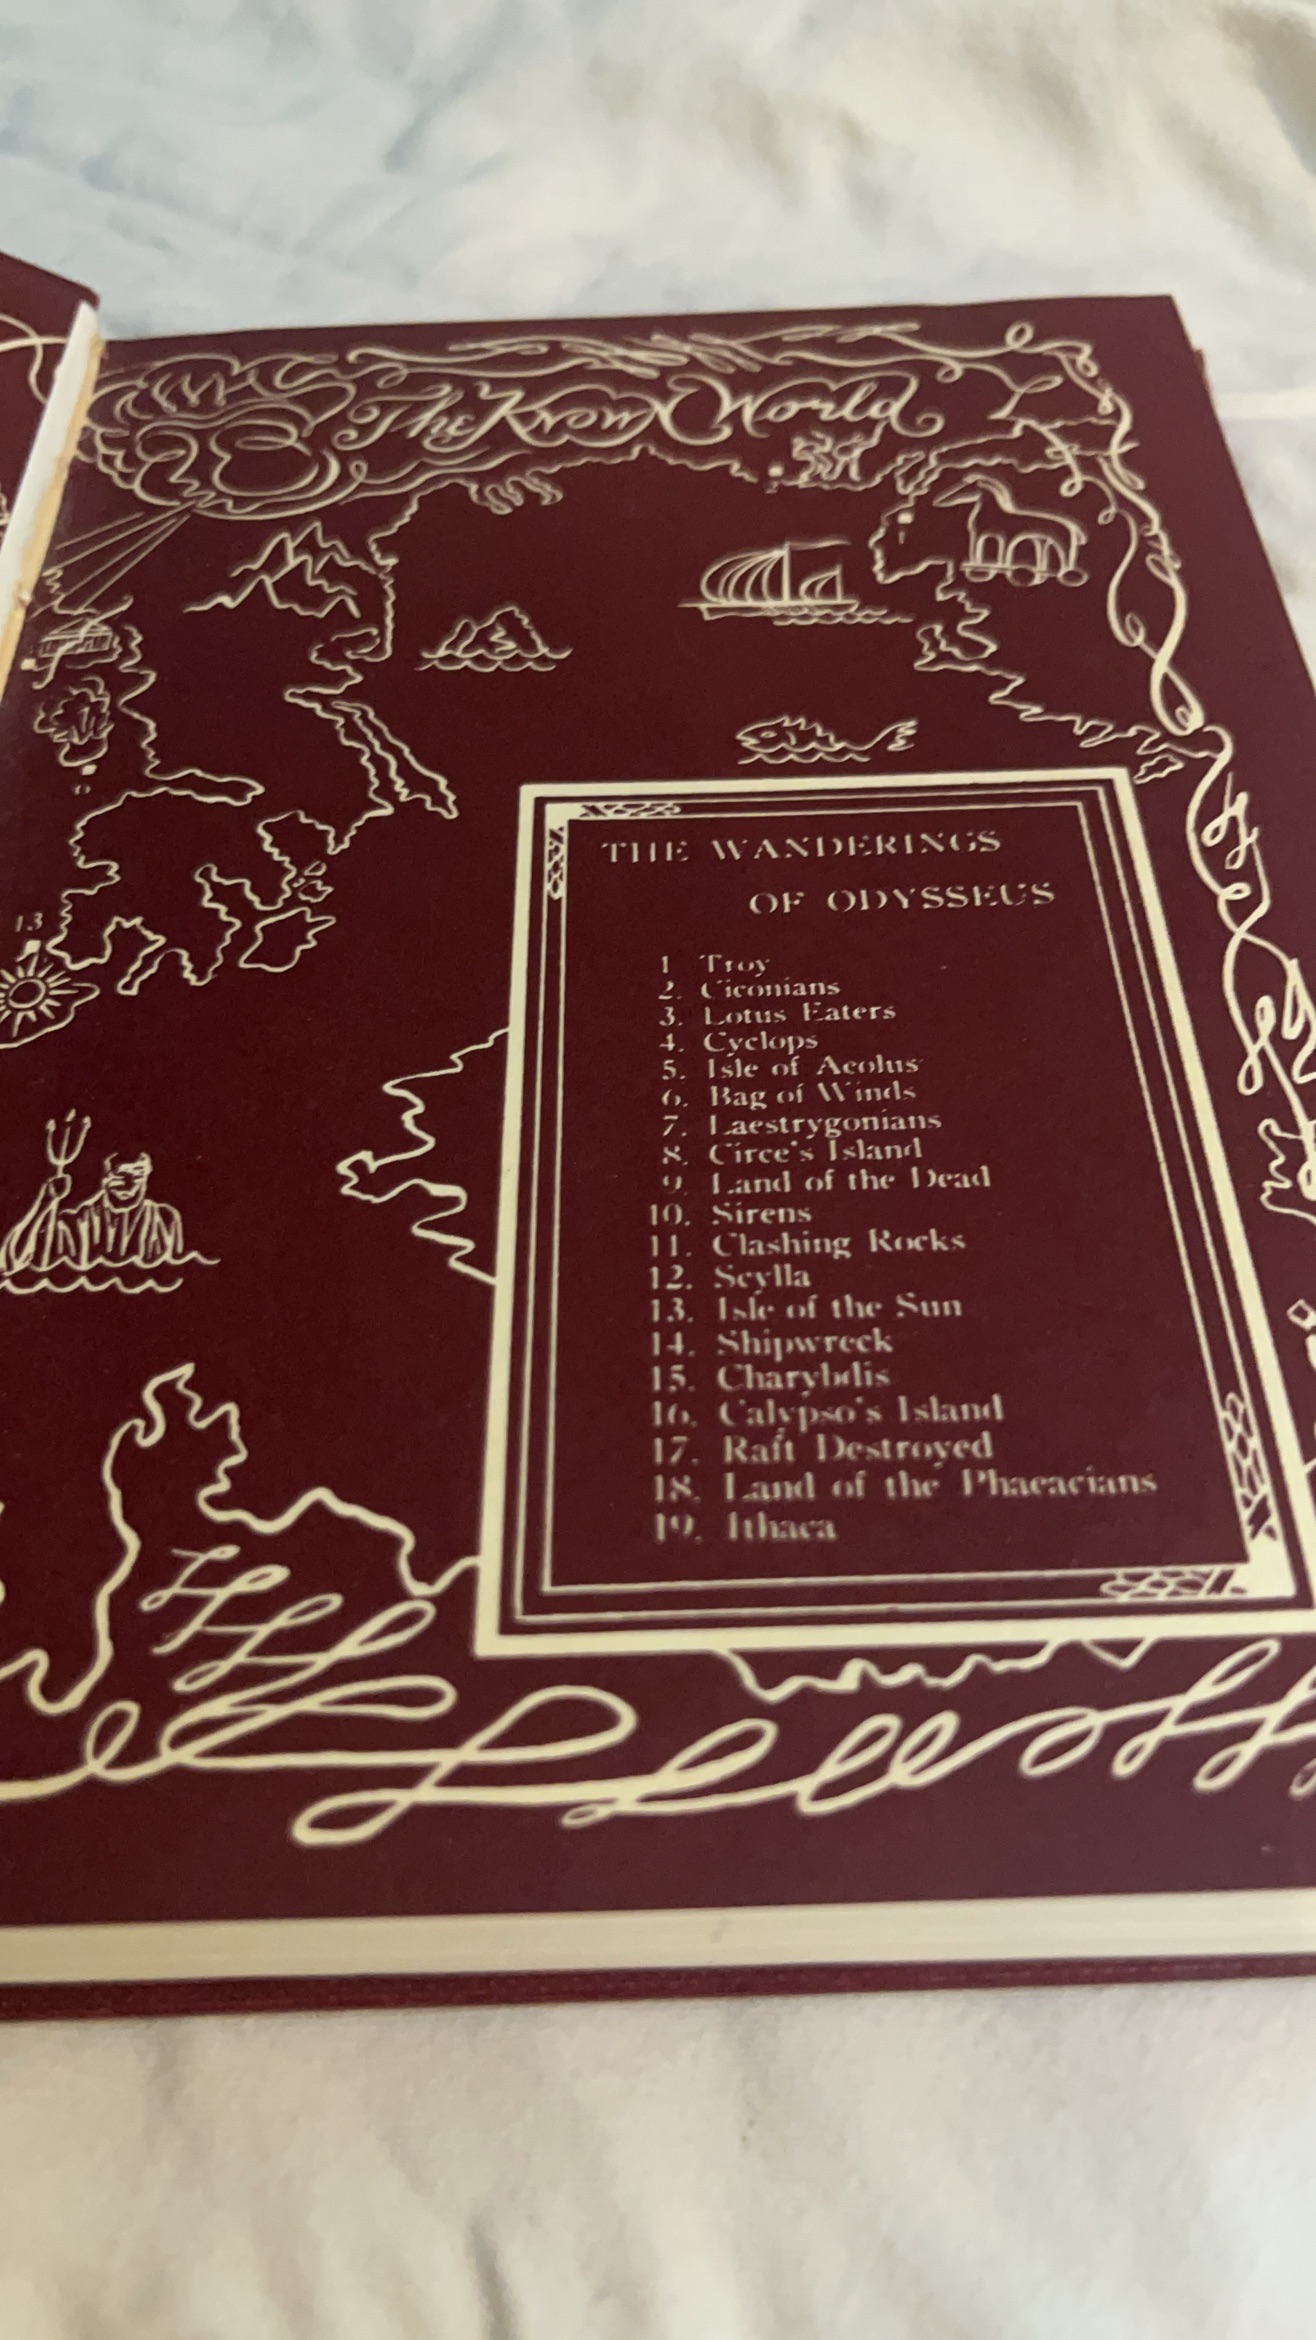 The Known World
13
THE WANDERINGS
OF ODYSSEUS
1 Troy
2. Ciconians
3. Lotus Eaters
4. Cyclops
5. Isle of Aeolus
6. Bag of Winds
7. Laestrygonians
8. Circe's Island
9. Land of the Dead
10. Sirens
11. Clashing Rocks
12. Scylla
13. Isle of the Sun
14. Shipwreck
15. Charybdis
16. Calypso's Island
17. Raft Destroyed
18. Land of the Phaeacians
19. Ithaca